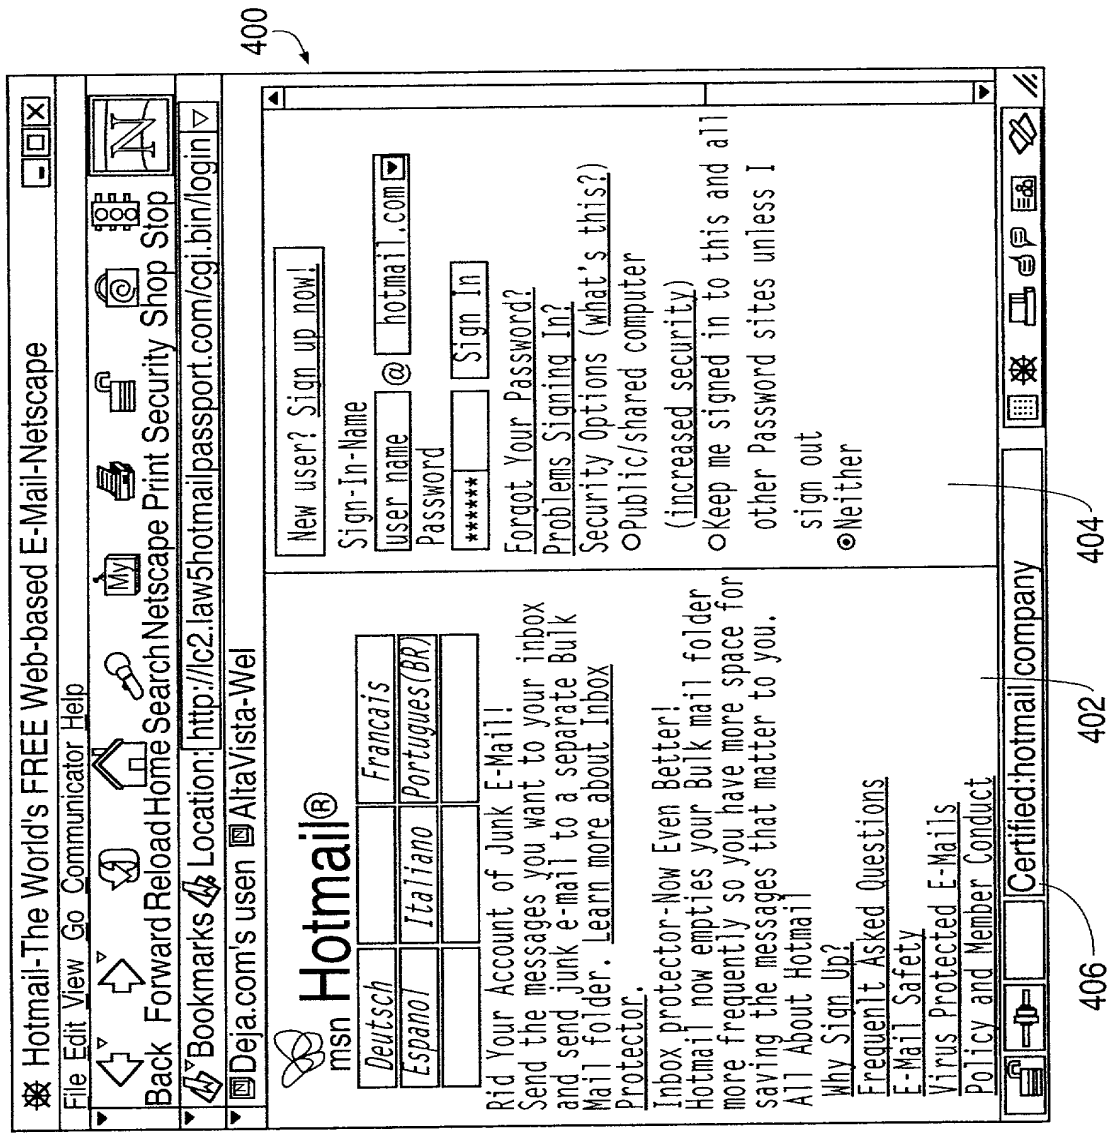 400
Hotmail-The World's FREE Web-based E-Mail-Netscape
File Edit View Go Communicator Help
My
N
Back Forward Reload Home Search Netscape Print Security Shop Stop
Bookmarks Location: http://lc2.law5hotmailpassport.com/cgi.bin/login
N Deja.com's usen N AltaVista-Wel
msn Hotmail®
Deutsch Francais
Espanol Italiano Portugues(BR)
Rid Your Account of Junk E-Mail!
Send the messages you want to your inbox
and send junk e-mail to a separate Bulk
Mail folder. Learn more about Inbox
Protector.
Inbox protector-Now Even Better!
Hotmail now empties your Bulk mail folder
more frequently so you have more space for
saving the messages that matter to you.
All About Hotmail
Why Sign Up?
Frequent Asked Questions
E-Mail Safety
Virus Protected E-Mails
Policy and Member Conduct
New user? Sign up now!
Sign-In-Name
user name @ hotmail.com
Password
****** Sign In
Forgot Your Password?
Problems Signing In?
Security Options (what's this?)
Public/shared computer
(increased security)
Keep me signed in to this and all
other Password sites unless I
sign out
Neither
Certified:hotmail company
406
402
404